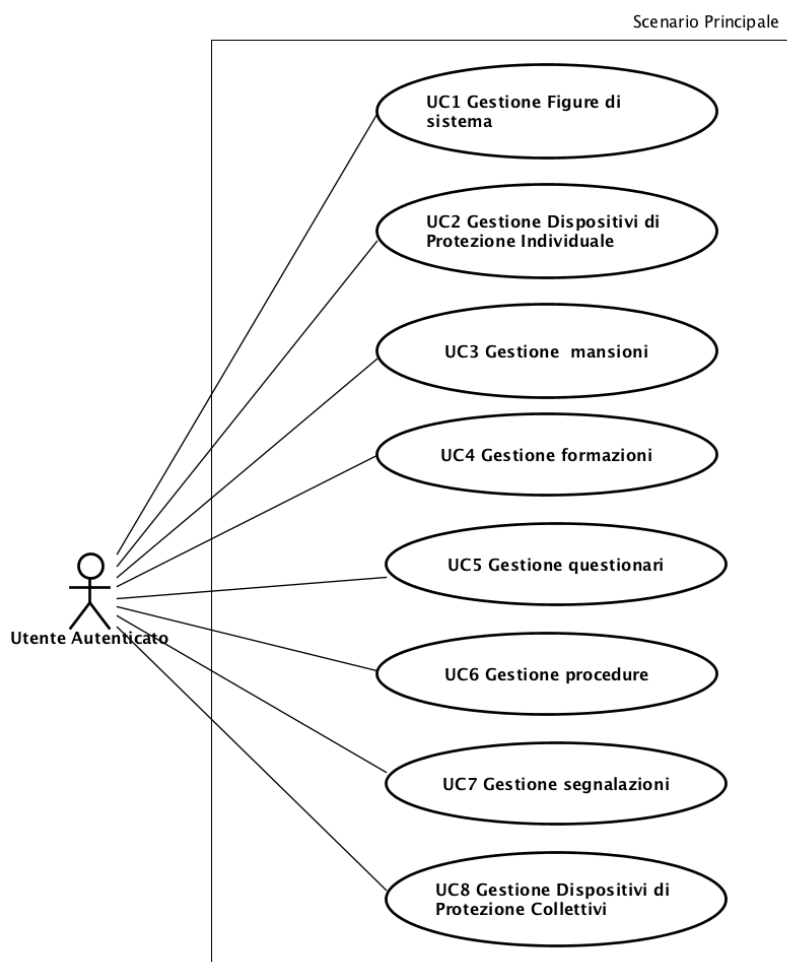 Scenario Principale
UC1 Gestione Figure di
sistema
UC2 Gestione Dispositivi di
Protezione Individuale
UC3 Gestione  mansioni
UC4 Gestione formazioni
UC5 Gestione questionari
Utente Autenticato
UC6 Gestione procedure
UC7 Gestione segnalazioni
UC8 Gestione Dispositivi di
Protezione Collettivi